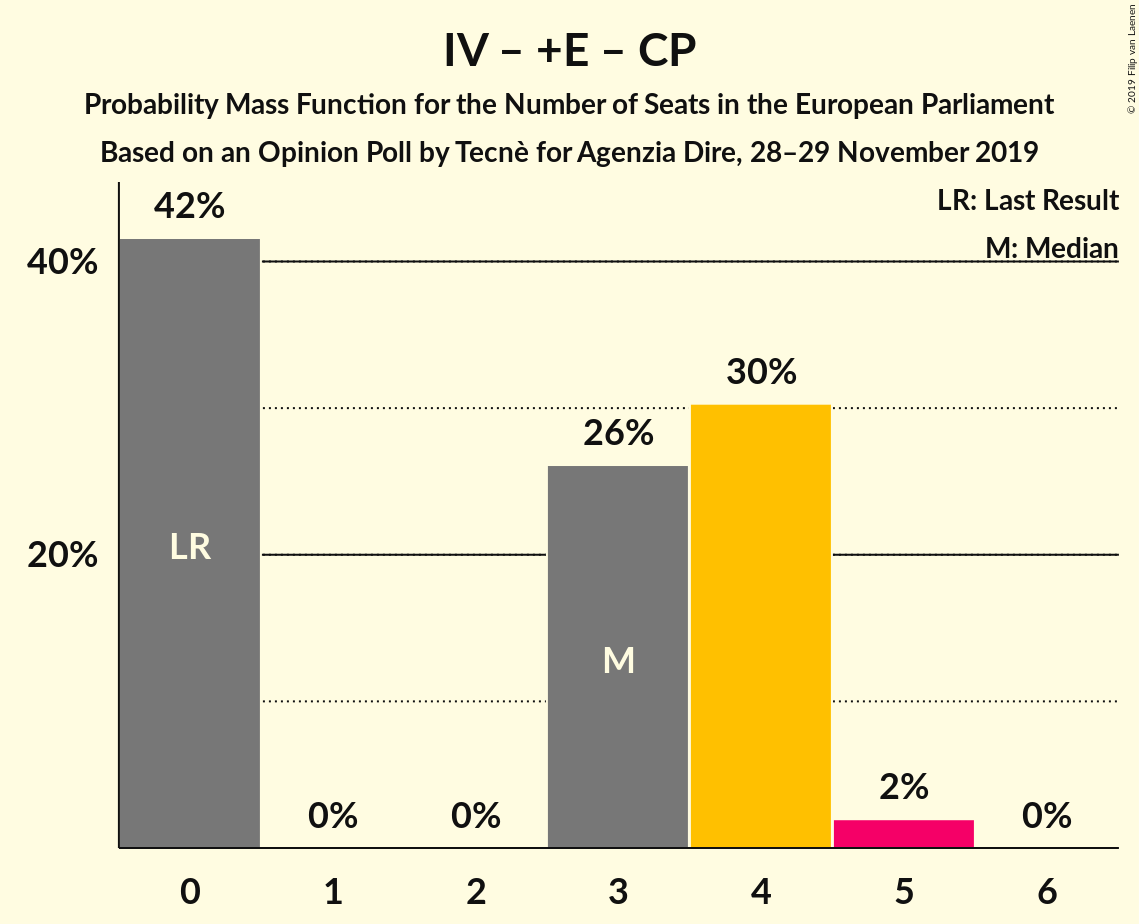 IV – +E – CP
Probability Mass Function for the Number of Seats in the European Parliament
Based on an Opinion Poll by Tecnè for Agenzia Dire, 28–29 November 2019
© 2019 Filip van Laenen
LR: Last Result
M: Median
42%
40%
30%
26%
20%
LR
M
2%
0%
0%
0%
0
1
2
3
4
5
6